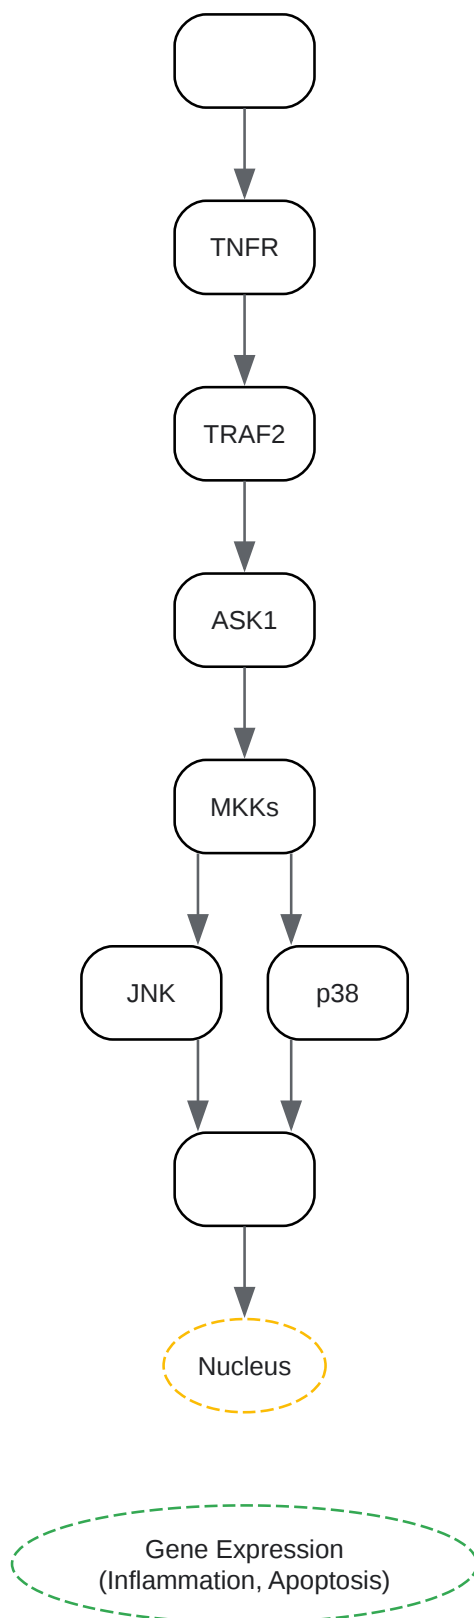 TNFR
TRAF2
ASK1
MKKs
JNK
p38
Nucleus
Gene Expression
(Inflammation, Apoptosis)